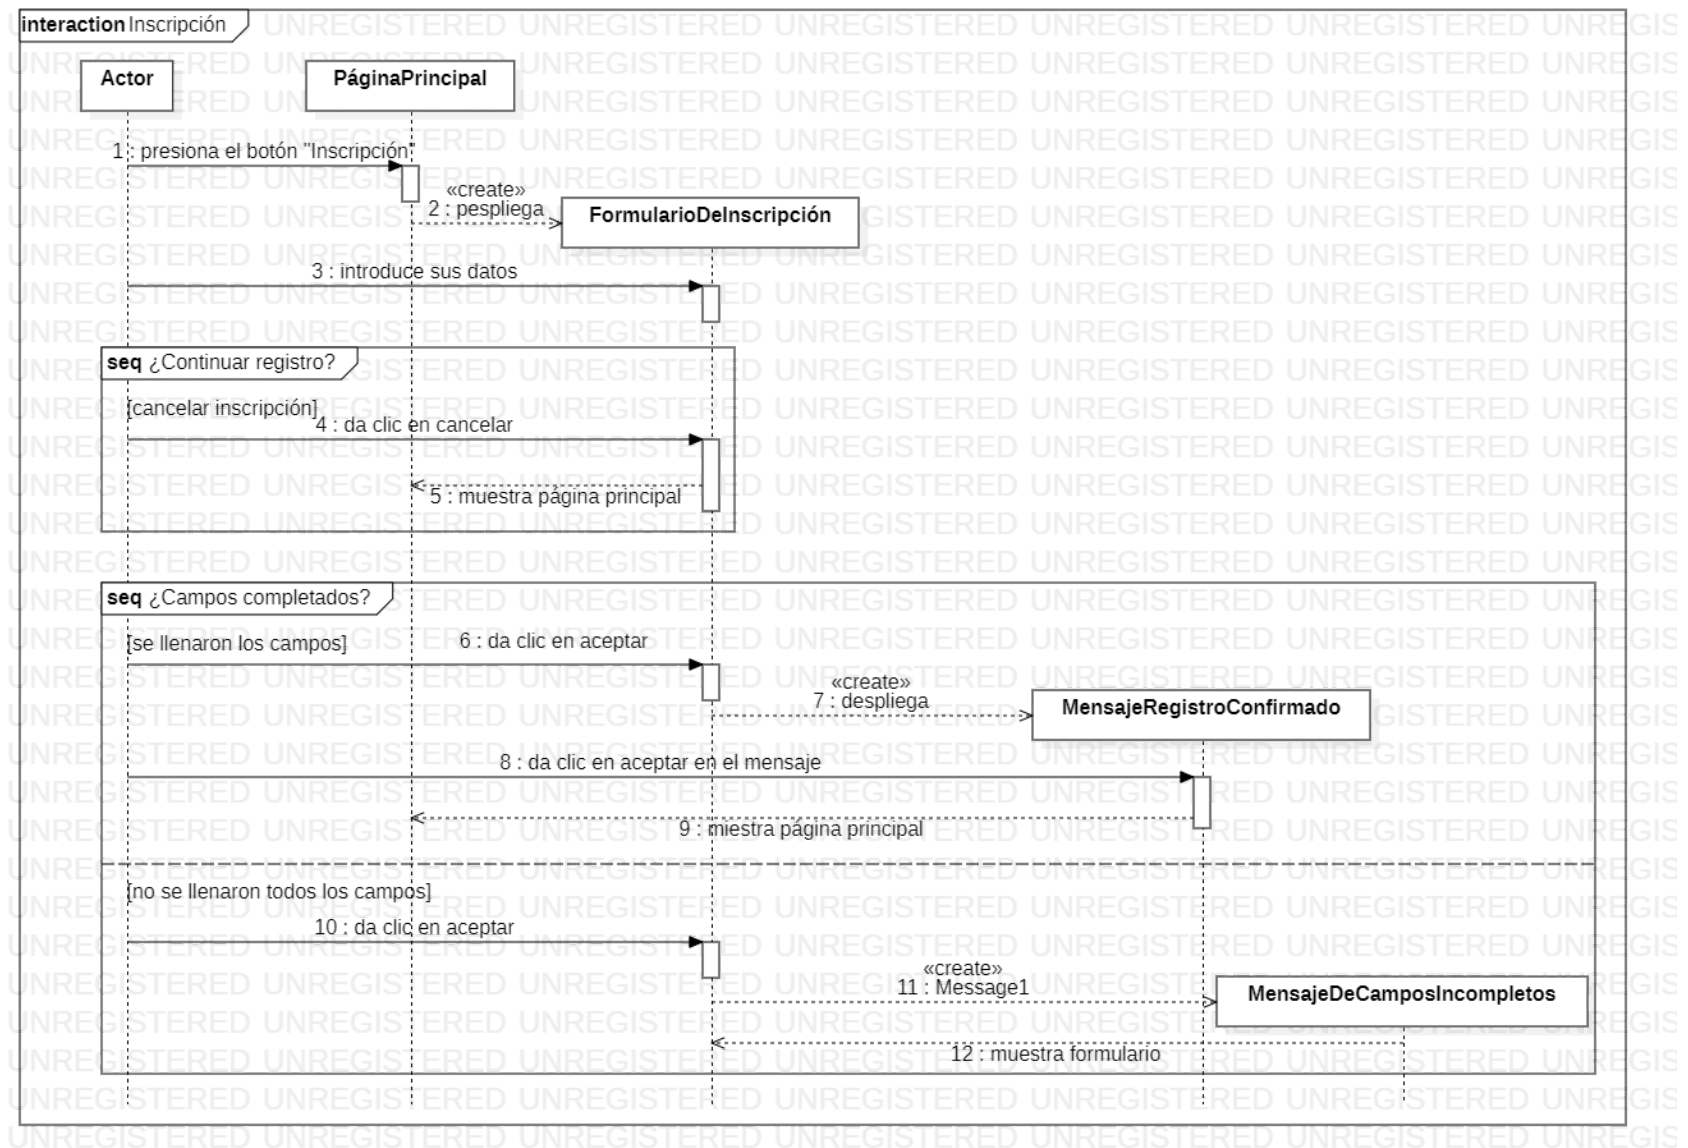 interaction Inscripción
Actor
PáginaPrincipal
1 : presiona el botón "Inscripción"
«create»
2 : pespliega
FormularioDeInscripción
3 : introduce sus datos
seq ¿Continuar registro?
[cancelar inscripción]
4 : da clic en cancelar
5 : muestra página principal
seq ¿Campos completados?
[se llenaron los campos]
6 : da clic en aceptar
«create»
7 : despliega
MensajeRegistroConfirmado
8 : da clic en aceptar en el mensaje
9 : miestra página principal
[no se llenaron todos los campos]
10 : da clic en aceptar
«create»
11 : Message1
MensajeDeCamposIncompletos
12 : muestra formulario
UNREGISTERED